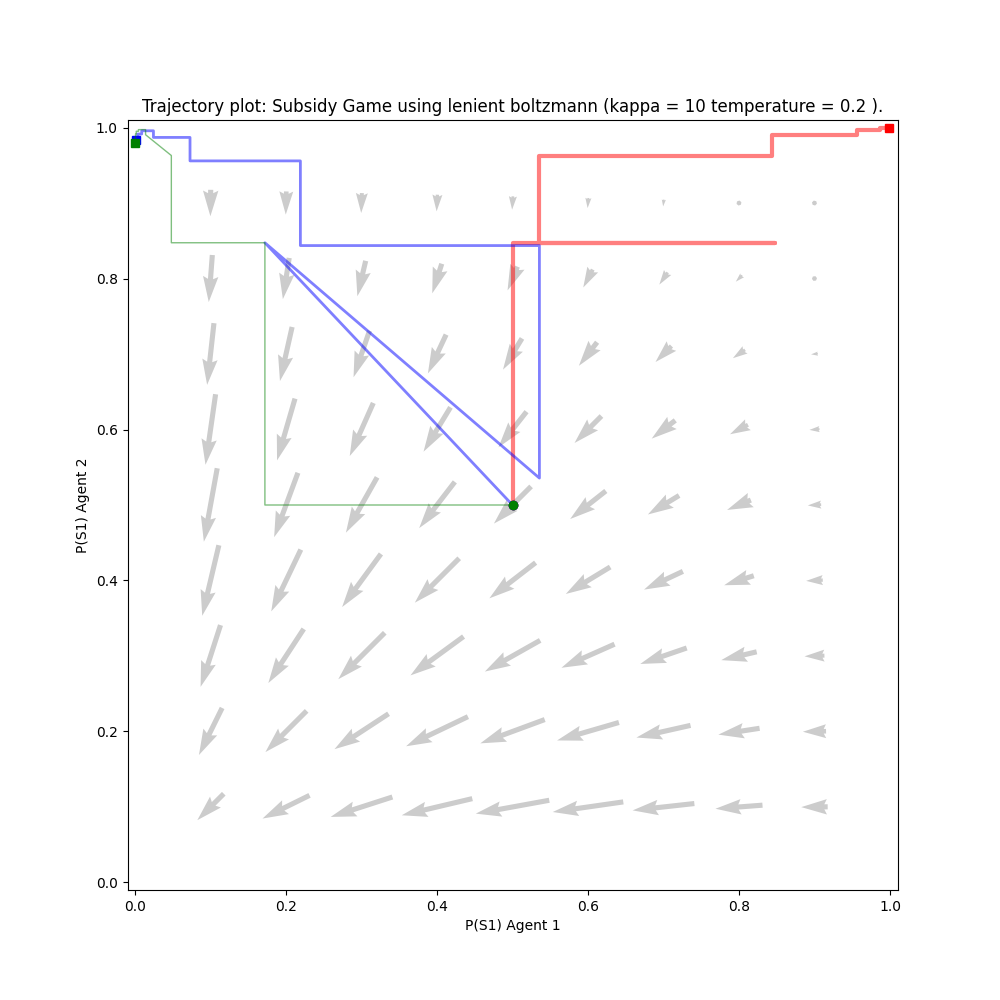 Trajectory plot: Subsidy Game using lenient boltzmann (kappa = 10 temperature = 0.2 ).
1.0
0.8
0.6
0.4
0.2
0.0
P(S1) Agent 2
0.0 0.2 0.4 0.6 0.8 1.0
P(S1) Agent 1